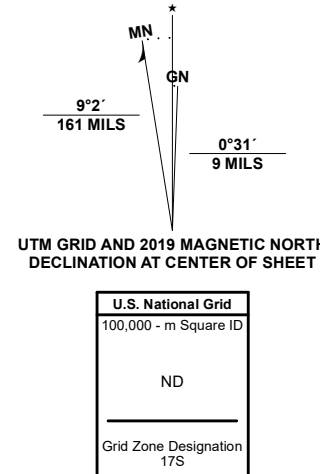 ★
MN
GN
9°2´
161 MILS
0°31´
9 MILS
UTM GRID AND 2019 MAGNETIC NORTH
DECLINATION AT CENTER OF SHEET
U.S. National Grid
100,000 - m Square ID
ND
Grid Zone Designation
17S